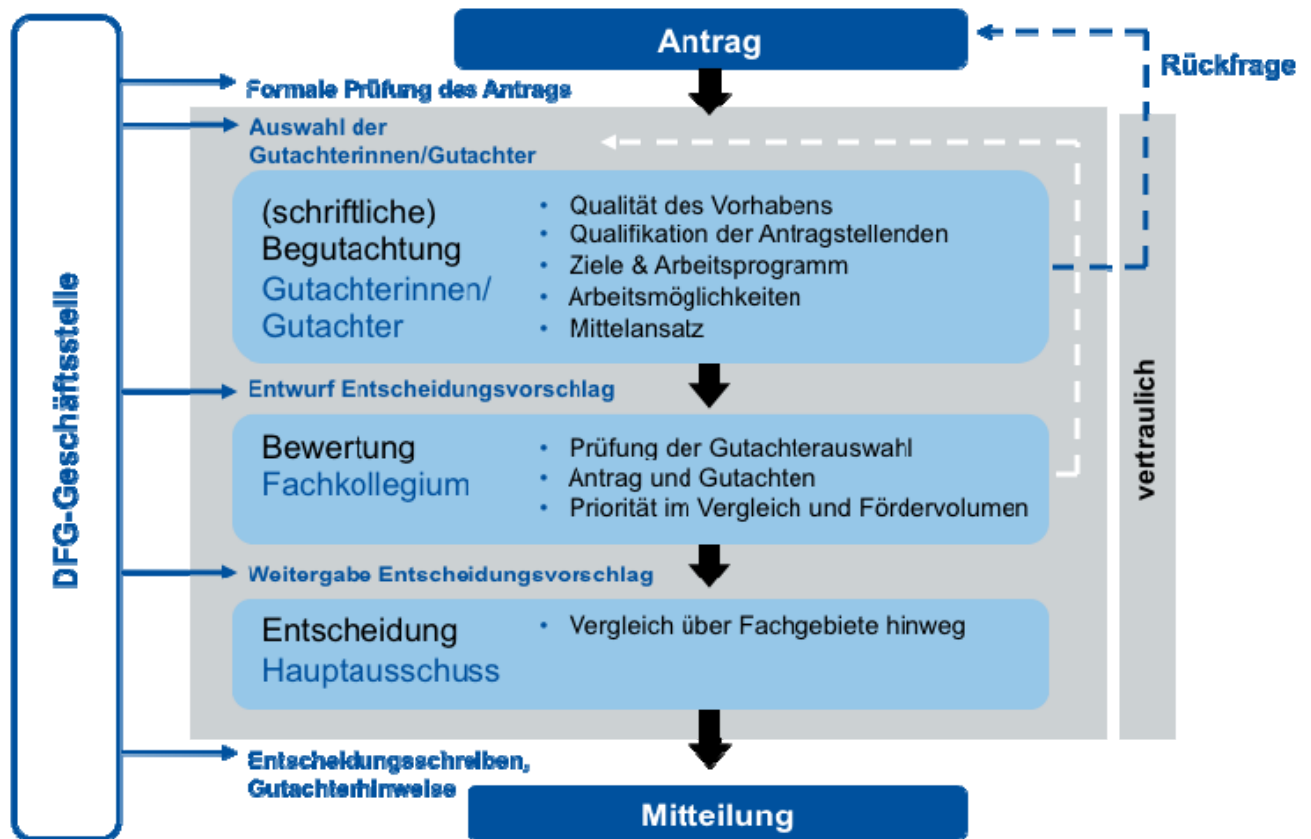 DFG-Geschäftsstelle
Antrag
Rückfrage
Formale Prüfung des Antrags
Auswahl der
Gutachterinnen/Gutachter
(schriftliche)
Begutachtung
Gutachterinnen/
Gutachter
• Qualität des Vorhabens
• Qualifikation der Antragstellenden
• Ziele & Arbeitsprogramm
• Arbeitsmöglichkeiten
• Mittelansatz
vertraulich
Entwurf Entscheidungsvorschlag
Bewertung
Fachkollegium
• Prüfung der Gutachterauswahl
• Antrag und Gutachten
• Priorität im Vergleich und Fördervolumen
Weitergabe Entscheidungsvorschlag
Entscheidung
Hauptausschuss
• Vergleich über Fachgebiete hinweg
Entscheidungsschreiben,
Gutachterhinweise
Mitteilung